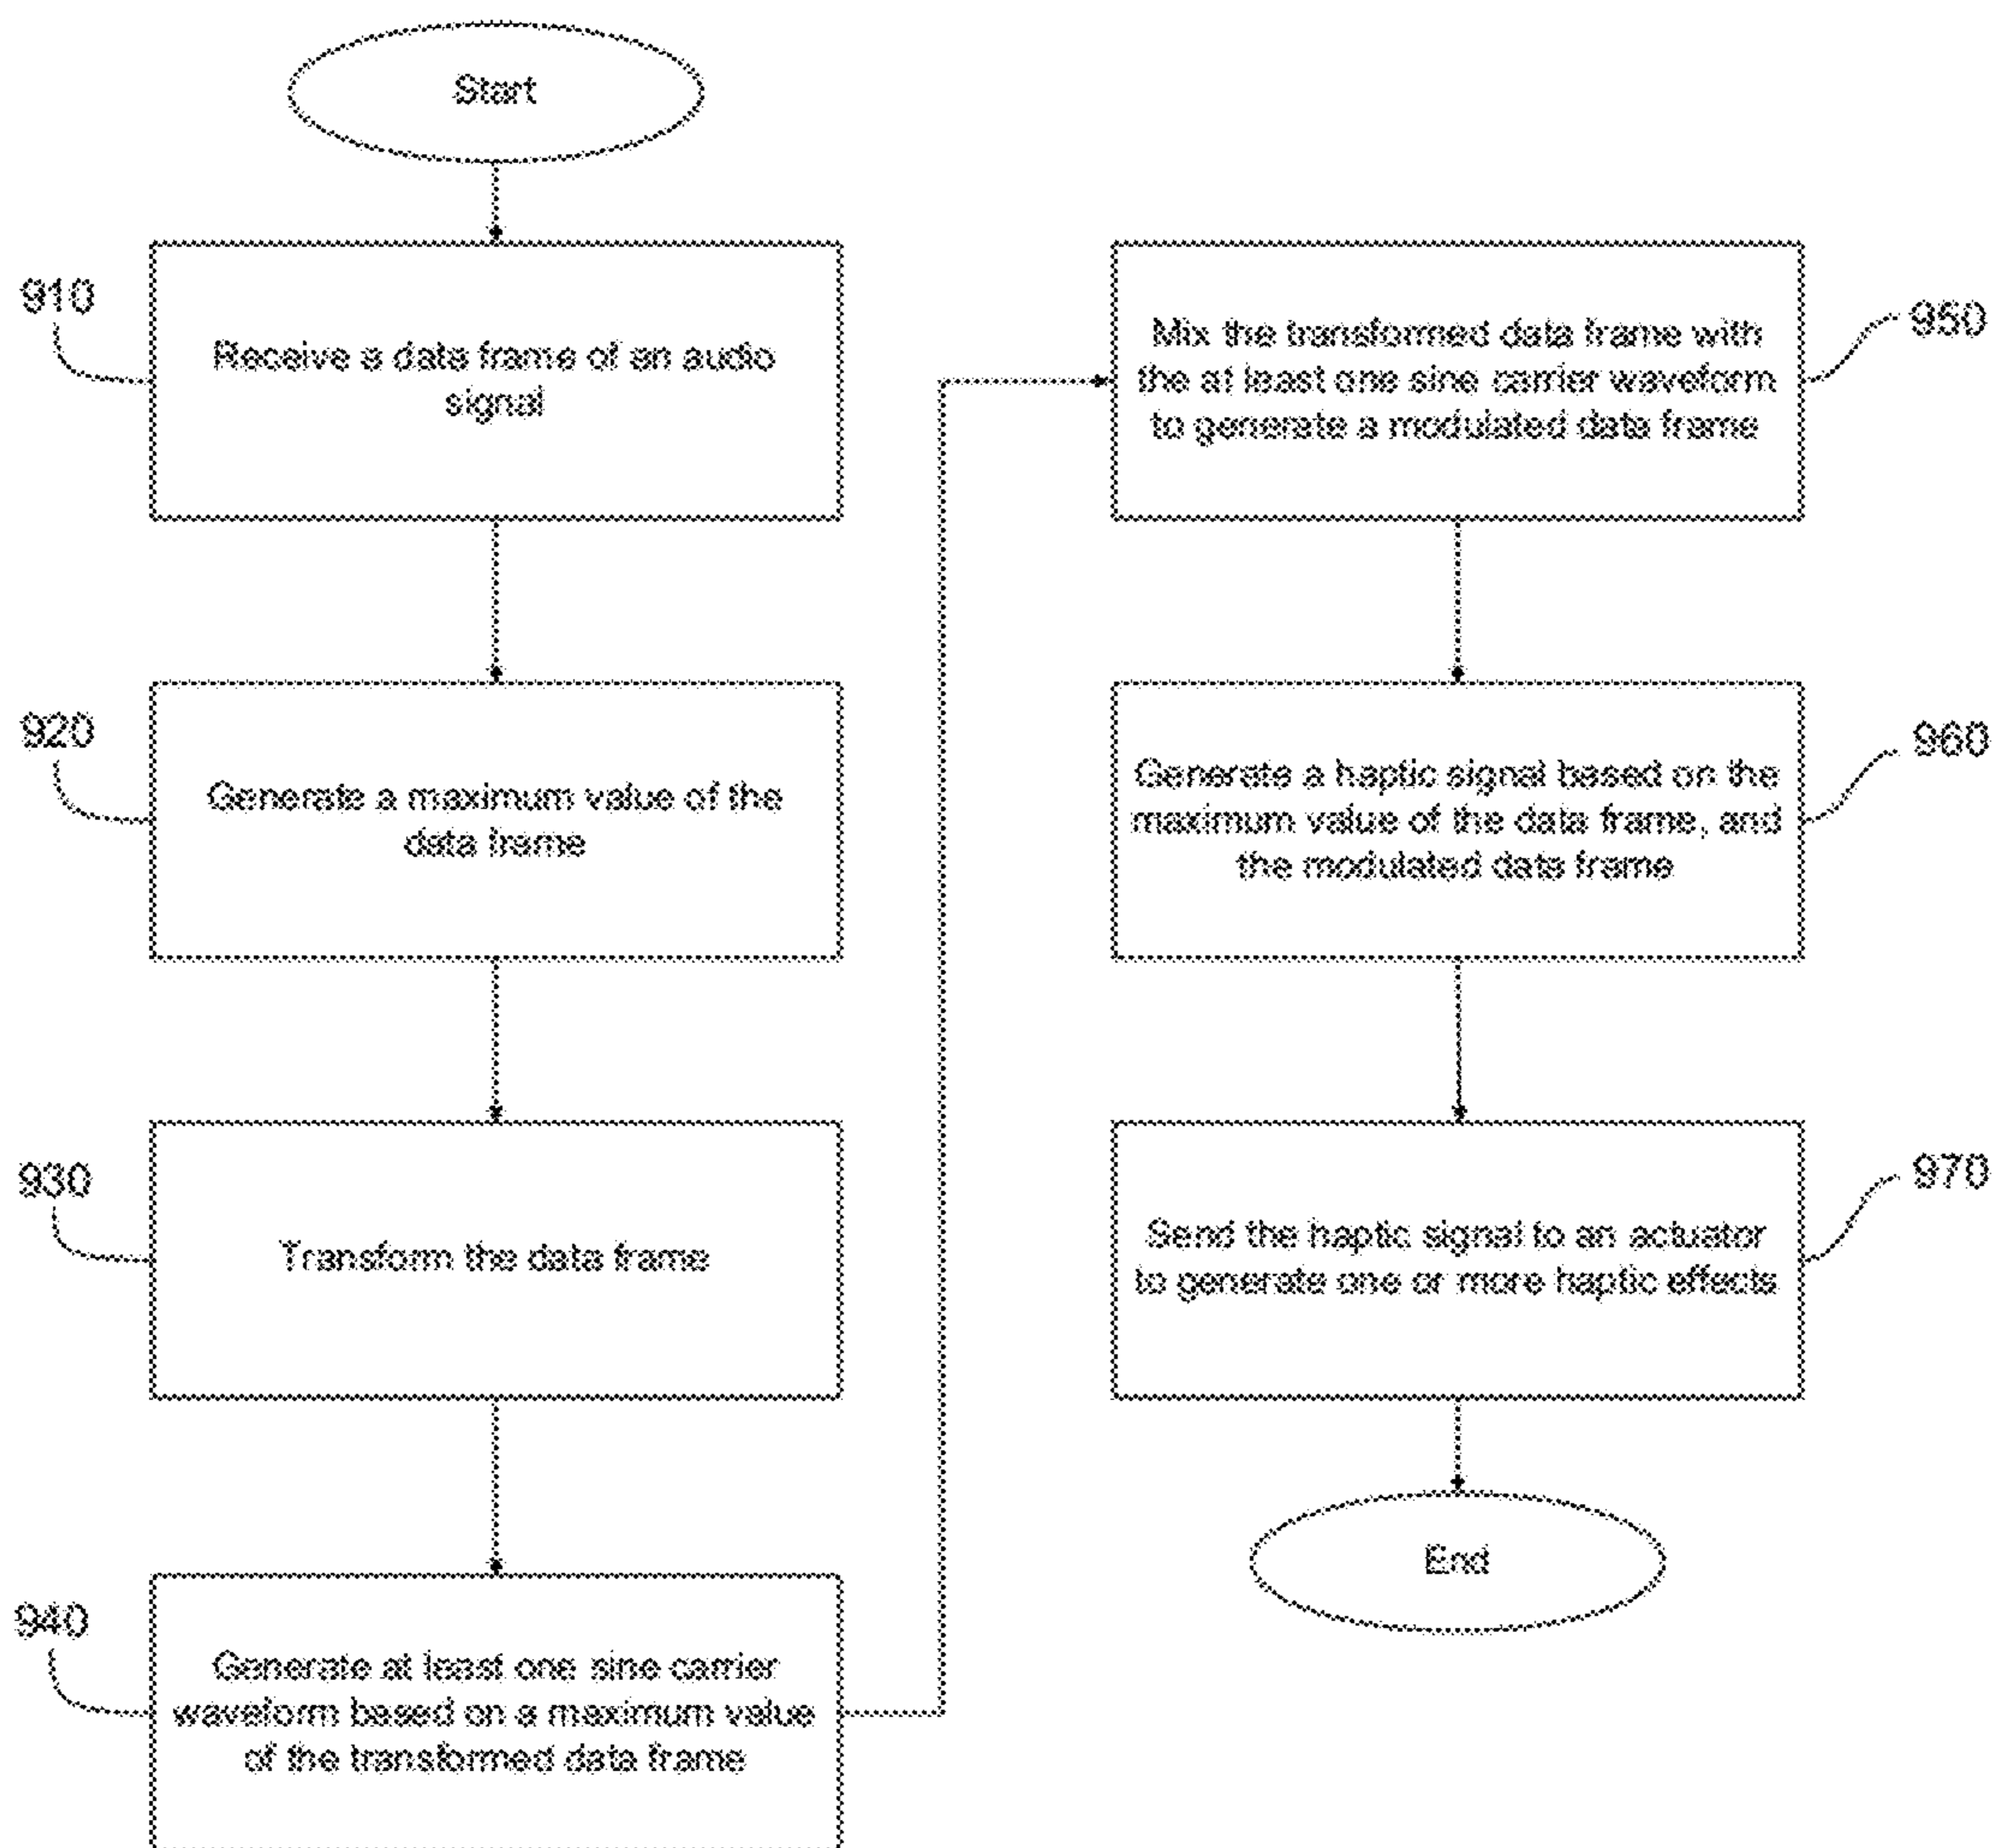 Start
910
Receive a data frame of an audio
signal
920
Generate a maximum value of the
data frame
930
Transform the data frame
940
Generate at least one sine carrier
waveform based on a maximum value
of the transformed data frame
Mix the transformed data frame with
the at least one sine carrier waveform
to generate a modulated data frame
950
Generate a haptic signal based on the
maximum value of the data frame, and
the modulated data frame
960
Send the haptic signal to an actuator
to generate one or more haptic effects
970
End